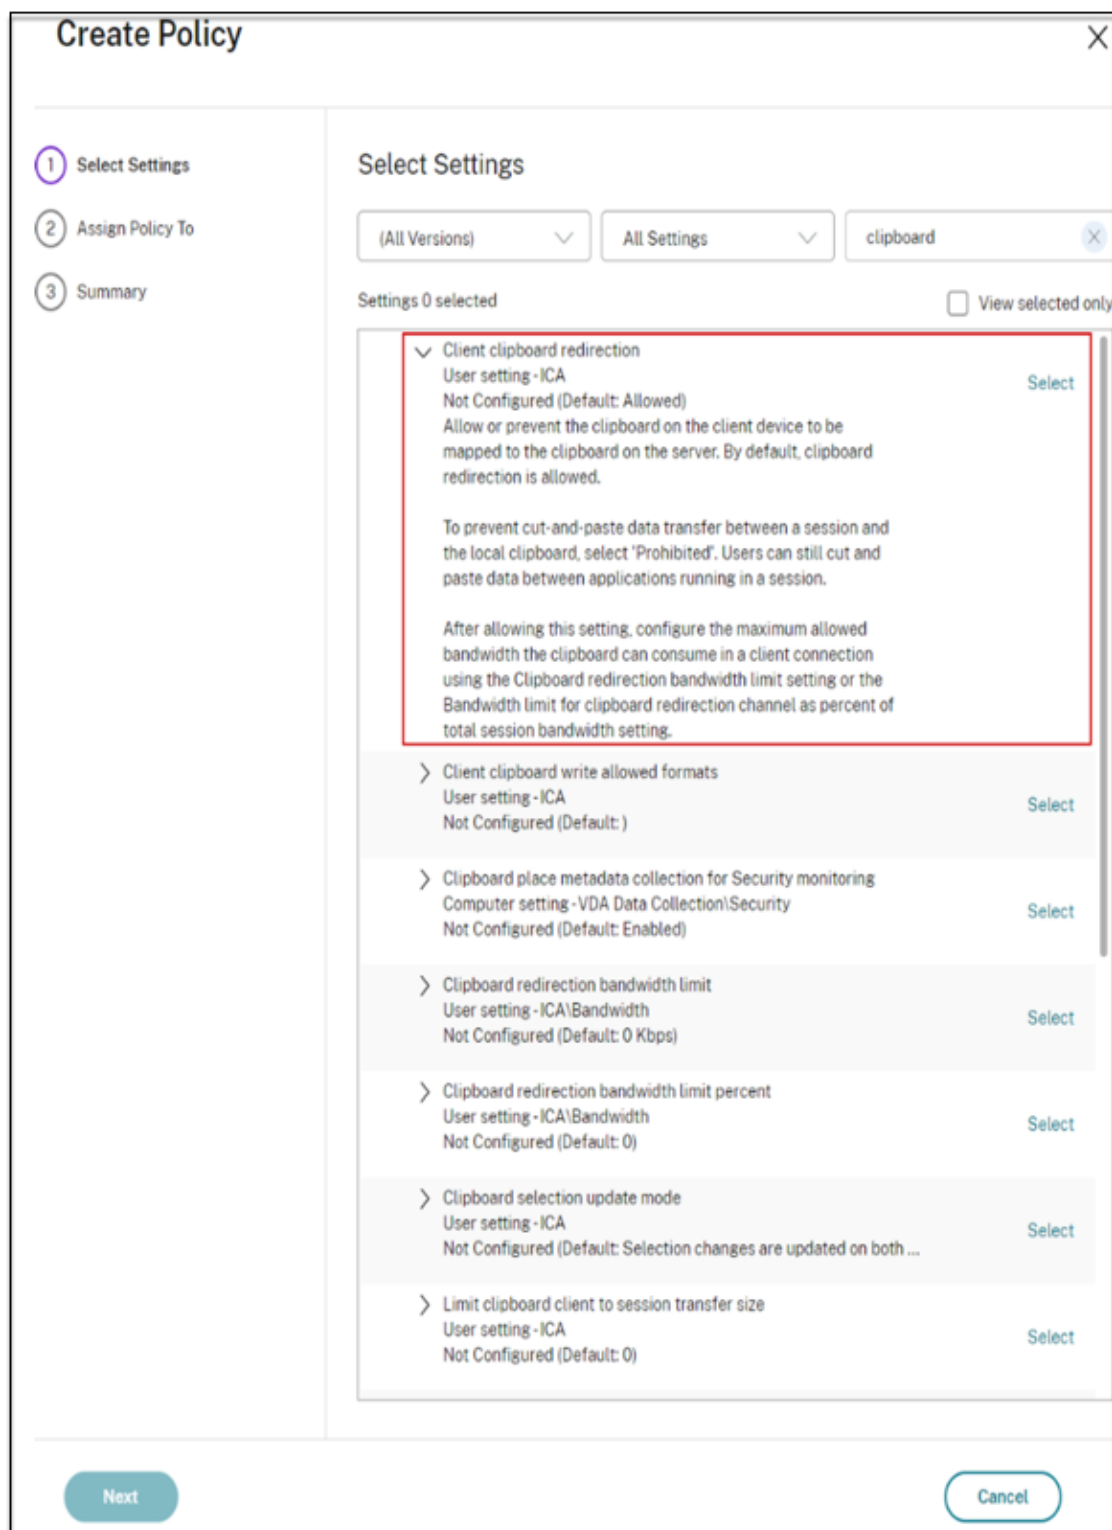 Create Policy
1 Select Settings
2 Assign Policy To
3 Summary
Select Settings
(All Versions)
All Settings
clipboard
Settings 0 selected
View selected only
Client clipboard redirection
User setting - ICA
Not Configured (Default: Allowed)
Select
Allow or prevent the clipboard on the client device to be
mapped to the clipboard on the server. By default, clipboard
redirection is allowed.
To prevent cut-and-paste data transfer between a session and
the local clipboard, select 'Prohibited'. Users can still cut and
paste data between applications running in a session.
After allowing this setting, configure the maximum allowed
bandwidth the clipboard can consume in a client connection
using the Clipboard redirection bandwidth limit setting or the
Bandwidth limit for clipboard redirection channel as percent of
total session bandwidth setting.
Client clipboard write allowed formats
User setting - ICA
Not Configured (Default: )
Select
Clipboard place metadata collection for Security monitoring
Computer setting - VDA Data Collection\Security
Not Configured (Default: Enabled)
Select
Clipboard redirection bandwidth limit
User setting - ICA\Bandwidth
Not Configured (Default: 0 Kbps)
Select
Clipboard redirection bandwidth limit percent
User setting - ICA\Bandwidth
Not Configured (Default: 0)
Select
Clipboard selection update mode
User setting - ICA
Not Configured (Default: Selection changes are updated on both ...
Select
Limit clipboard client to session transfer size
User setting - ICA
Not Configured (Default: 0)
Select
Next
Cancel